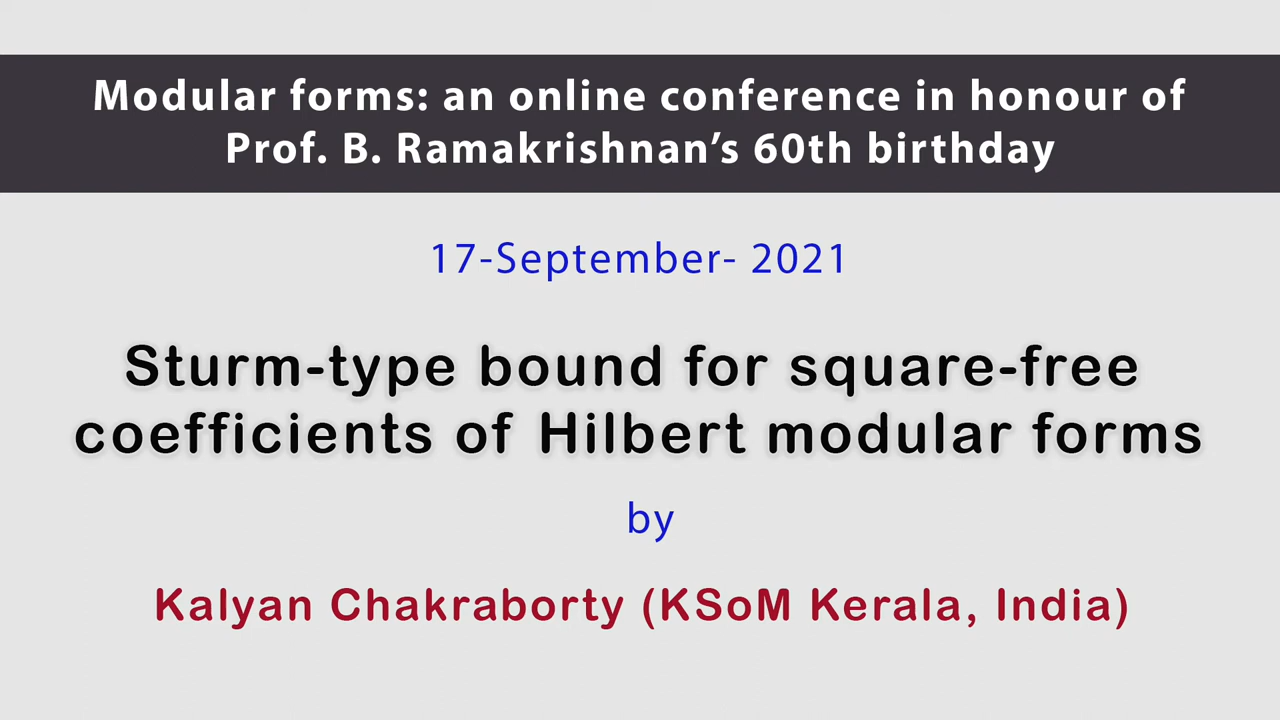 Modular forms: an online conference in honour of
Prof. B. Ramakrishnan’s 60th birthday
17-September- 2021
Sturm-type bound for square-free
coefficients of Hilbert modular forms
by
Kalyan Chakraborty (KSoM Kerala, India)